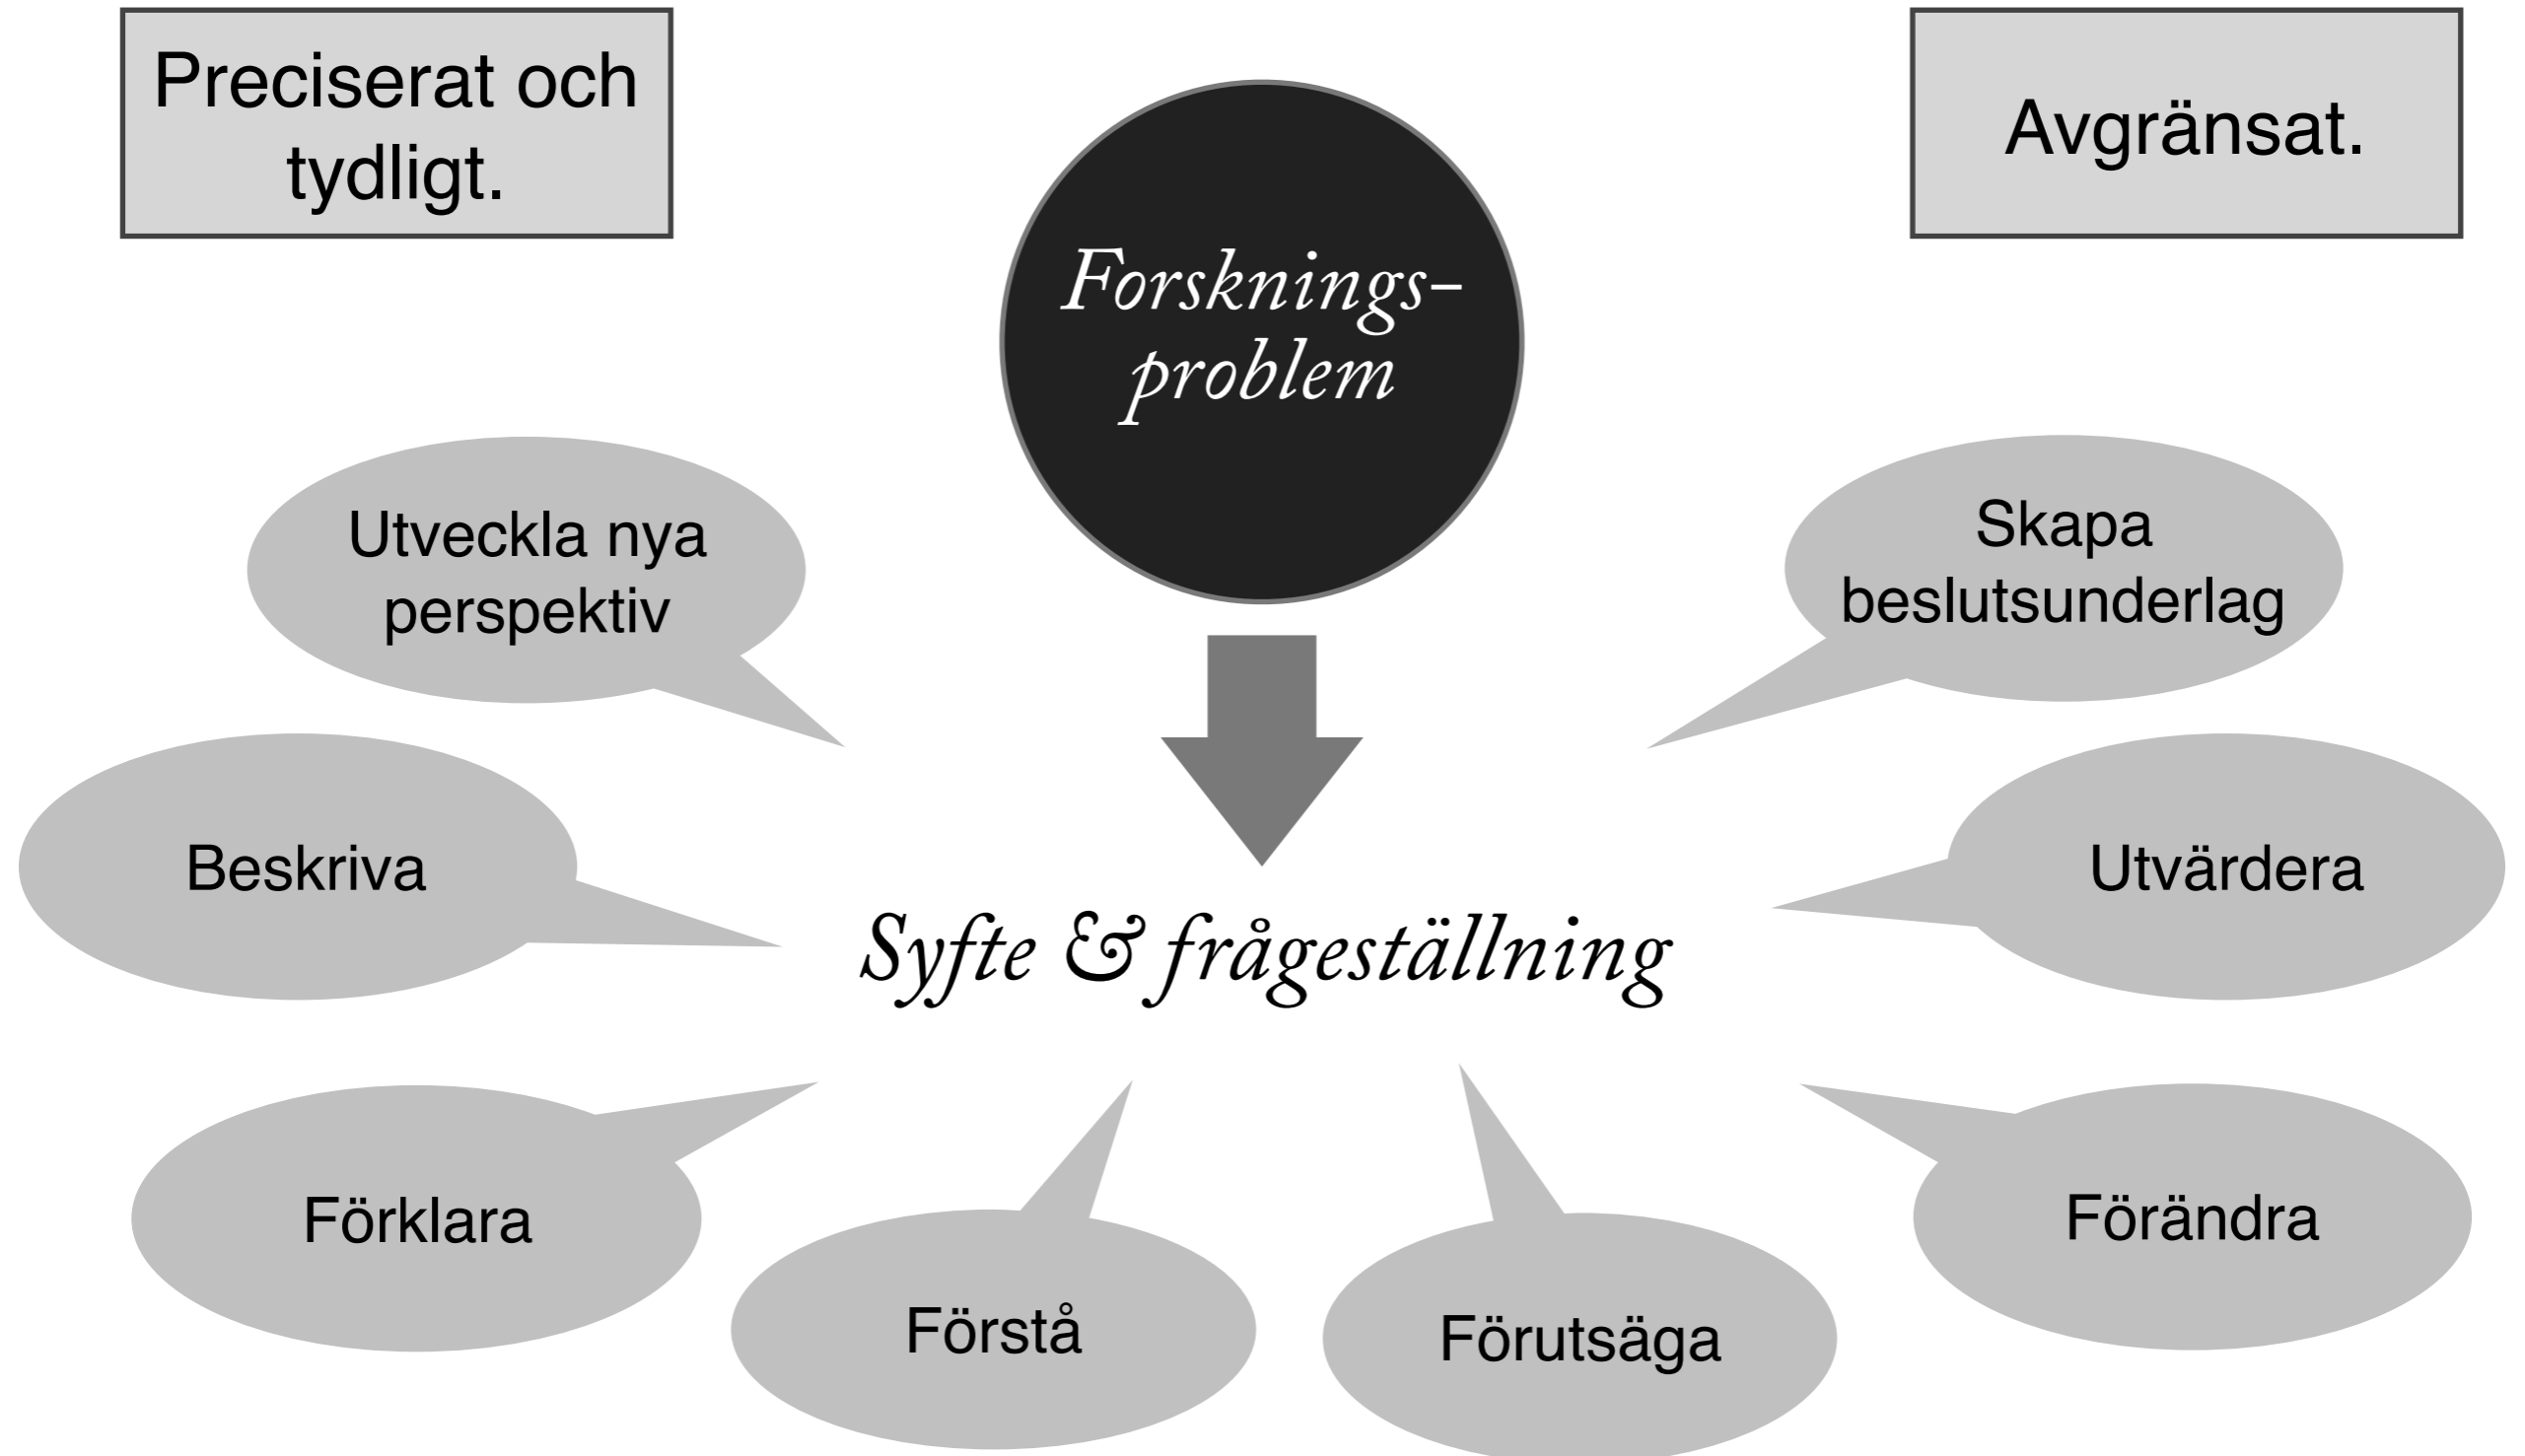 Preciserat och
tydligt.
Avgränsat.
Forsknings-
problem
Utveckla nya
perspektiv
Skapa
beslutsunderlag
Beskriva
Utvärdera
Syfte & frågeställning
Förklara
Förstå
Förutsäga
Förändra